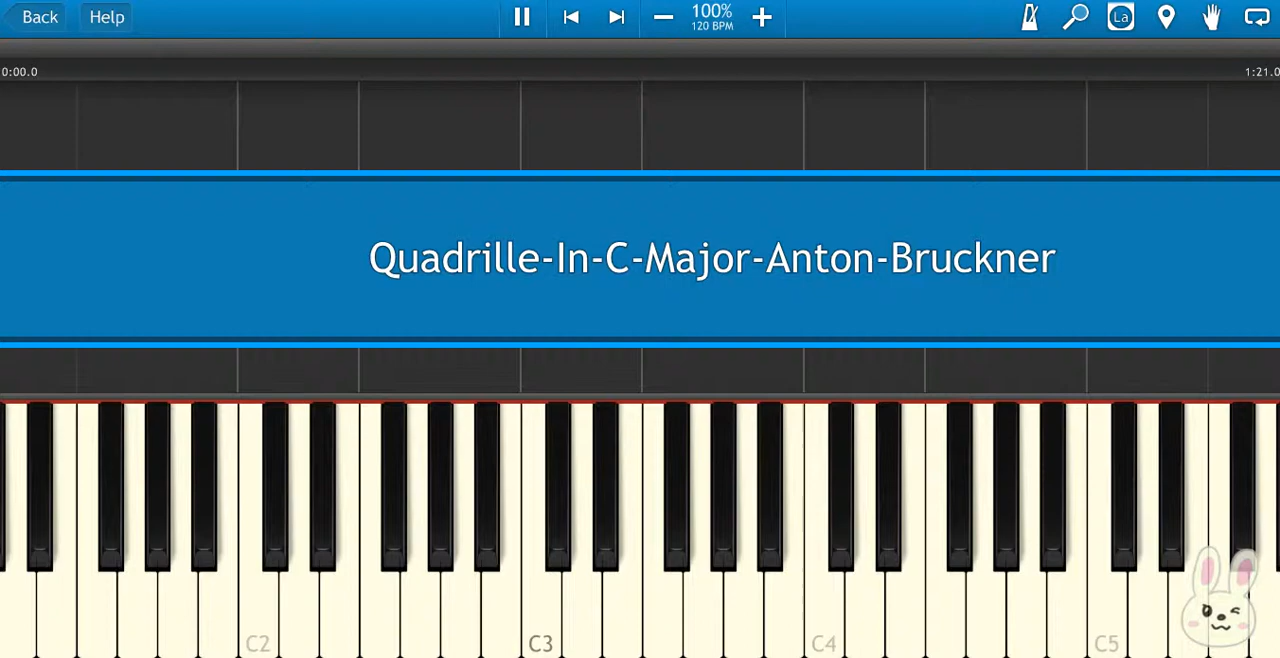 Back Help 100%
120 BPM
La
0:00.0 1:21.0
Quadrille-In-C-Major-Anton-Bruckner
C2 C3 C4 C5